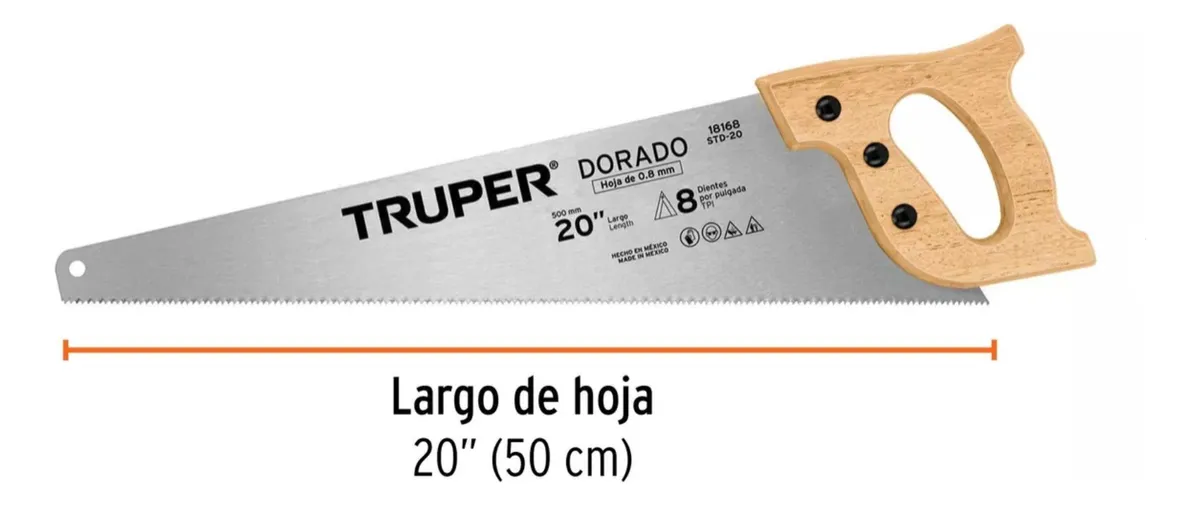 TRUPER®
DORADO
Hoja de 0.8 mm
18168
STD-20
500 mm
20"
Largo
Length
8
Dientes
por pulgada
TPI
HECHO EN MÉXICO
MADE IN MEXICO
Largo de hoja
20" (50 cm)